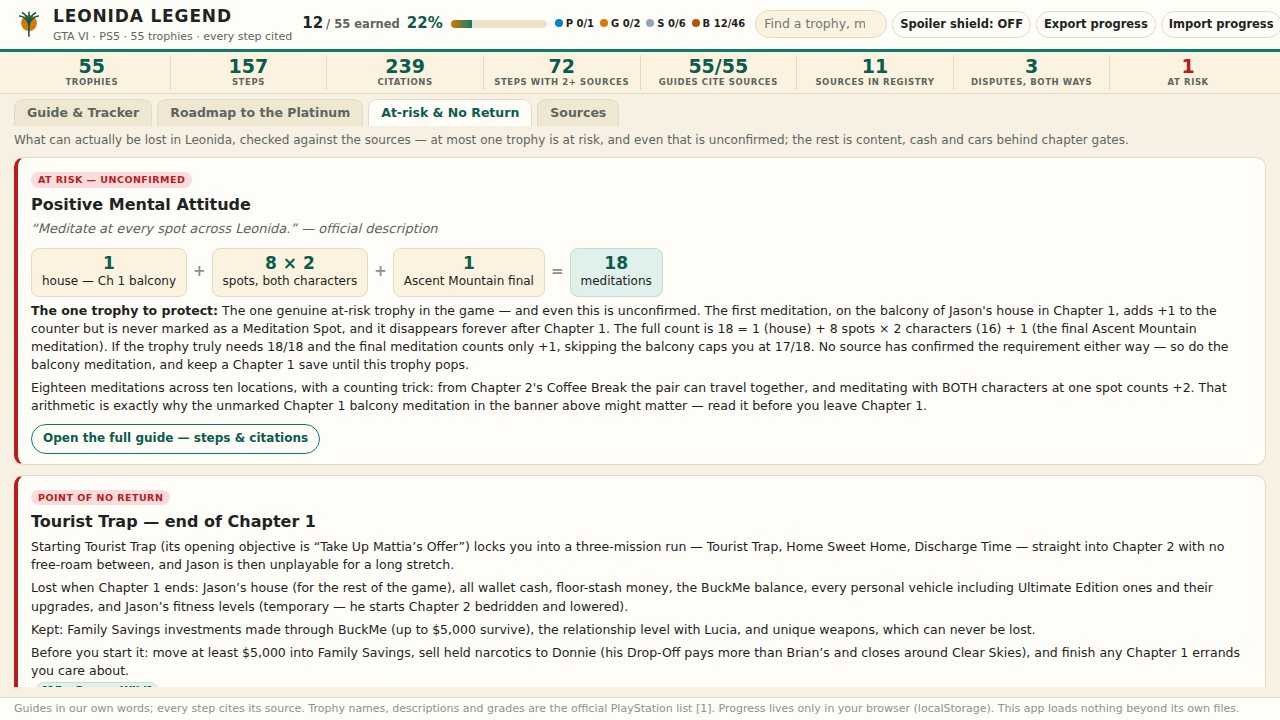 LEONIDA LEGEND
GTA VI · PS5 · 55 trophies · every step cited
12 / 55 earned 22%
P 0/1 G 0/2 S 0/6 B 12/46
Find a trophy, m
Spoiler shield: OFF
Export progress
Import progress
55
TROPHIES
157
STEPS
239
CITATIONS
72
STEPS WITH 2+ SOURCES
55/55
GUIDES CITE SOURCES
11
SOURCES IN REGISTRY
3
DISPUTES, BOTH WAYS
1
AT RISK
Guide & Tracker
Roadmap to the Platinum
At-risk & No Return
Sources
What can actually be lost in Leonida, checked against the sources — at most one trophy is at risk, and even that is unconfirmed; the rest is content, cash and cars behind chapter gates.
AT RISK — UNCONFIRMED
Positive Mental Attitude
“Meditate at every spot across Leonida.” — official description
1
house — Ch 1 balcony
+
8 × 2
spots, both characters
+
1
Ascent Mountain final
=
18
meditations
The one trophy to protect: The one genuine at-risk trophy in the game — and even this is unconfirmed. The first meditation, on the balcony of Jason's house in Chapter 1, adds +1 to the
counter but is never marked as a Meditation Spot, and it disappears forever after Chapter 1. The full count is 18 = 1 (house) + 8 spots × 2 characters (16) + 1 (the final Ascent Mountain
meditation). If the trophy truly needs 18/18 and the final meditation counts only +1, skipping the balcony caps you at 17/18. No source has confirmed the requirement either way — so do the
balcony meditation, and keep a Chapter 1 save until this trophy pops.
Eighteen meditations across ten locations, with a counting trick: from Chapter 2's Coffee Break the pair can travel together, and meditating with BOTH characters at one spot counts +2. That
arithmetic is exactly why the unmarked Chapter 1 balcony meditation in the banner above might matter — read it before you leave Chapter 1.
Open the full guide — steps & citations
POINT OF NO RETURN
Tourist Trap — end of Chapter 1
Starting Tourist Trap (its opening objective is “Take Up Mattia’s Offer”) locks you into a three-mission run — Tourist Trap, Home Sweet Home, Discharge Time — straight into Chapter 2 with no
free-roam between, and Jason is then unplayable for a long stretch.
Lost when Chapter 1 ends: Jason’s house (for the rest of the game), all wallet cash, floor-stash money, the BuckMe balance, every personal vehicle including Ultimate Edition ones and their
upgrades, and Jason’s fitness levels (temporary — he starts Chapter 2 bedridden and lowered).
Kept: Family Savings investments made through BuckMe (up to $5,000 survive), the relationship level with Lucia, and unique weapons, which can never be lost.
Before you start it: move at least $5,000 into Family Savings, sell held narcotics to Donnie (his Drop-Off pays more than Brian’s and closes around Clear Skies), and finish any Chapter 1 errands
you care about.
Guides in our own words; every step cites its source. Trophy names, descriptions and grades are the official PlayStation list [1]. Progress lives only in your browser (localStorage). This app loads nothing beyond its own files.